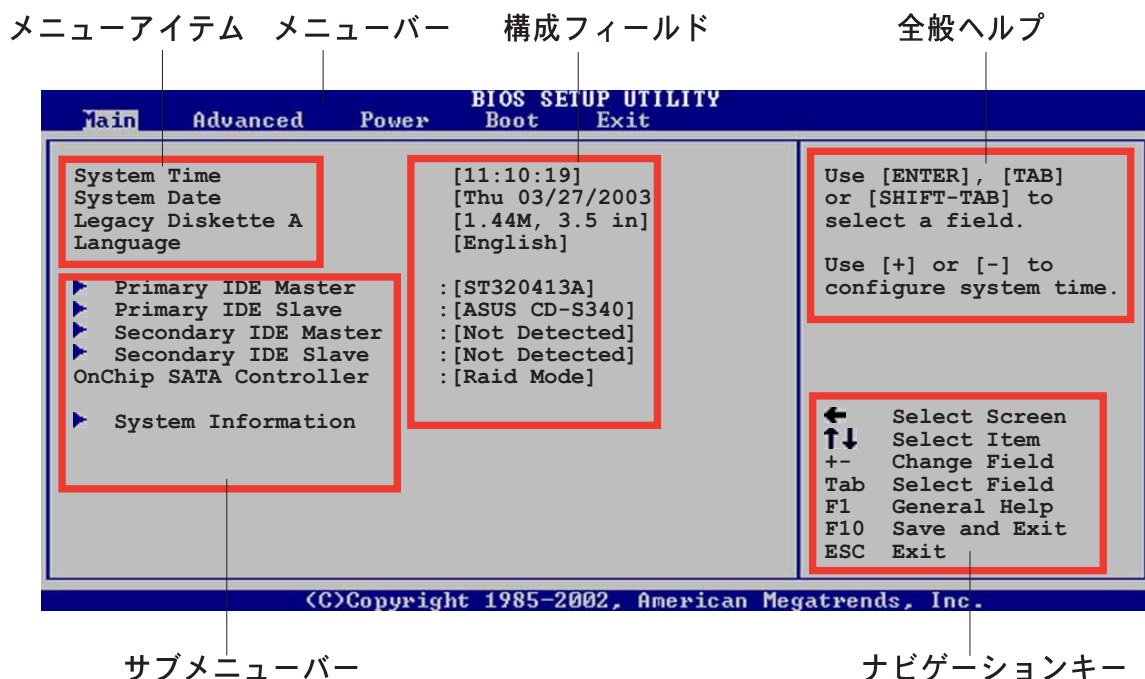 メニューアイテム メニューバー 構成フィールド 全般ヘルプ
BIOS SETUP UTILITY
Main Advanced Power Boot Exit
System Time [11:10:19]
System Date [Thu 03/27/2003
Legacy Diskette A [1.44M, 3.5 in]
Language [English]
Primary IDE Master :[ST320413A]
Primary IDE Slave :[ASUS CD-S340]
Secondary IDE Master :[Not Detected]
Secondary IDE Slave :[Not Detected]
OnChip SATA Controller :[Raid Mode]
System Information
Use [ENTER], [TAB]
or [SHIFT-TAB] to
select a field.
Use [+] or [-] to
configure system time.
← Select Screen
↑↓ Select Item
+- Change Field
Tab Select Field
F1 General Help
F10 Save and Exit
ESC Exit
(C)Copyright 1985-2002, American Megatrends, Inc.
サブメニューバー ナビゲーションキー